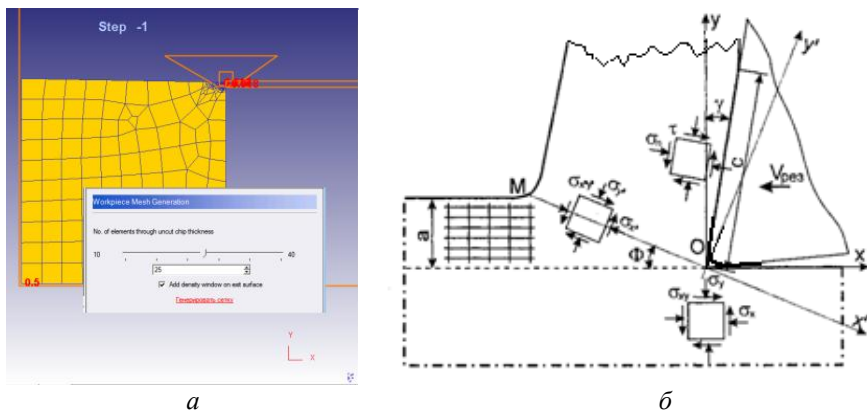 Step -1
Workpiece Mesh Generation
No. of elements through uncut chip thickness
10
40
25
Add density window on exit surface
Генерировать сетку
0.5
Y
X
а
y
y'
γ
τ
c
Vрез
M
a
Ф
O
x
x'
σy
σxy
σx
б